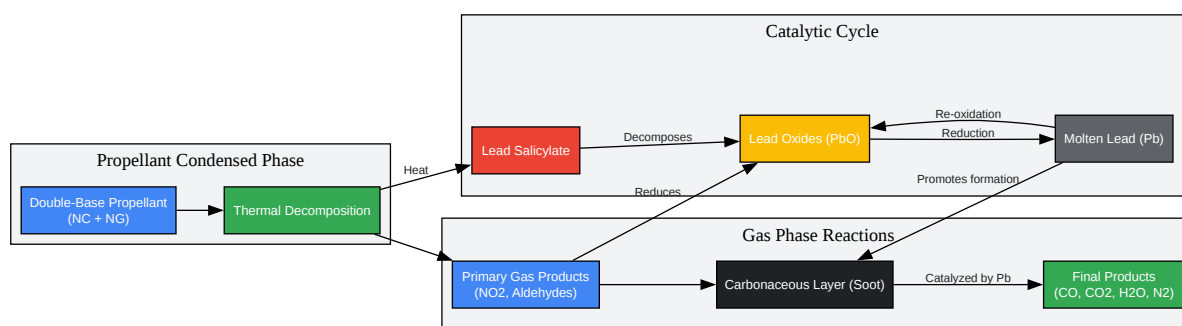 Catalytic Cycle
Re-oxidation
Lead Salicylate
Decomposes
Lead Oxides (PbO)
Reduction
Molten Lead (Pb)
Propellant Condensed Phase
Heat
Promotes formation
Double-Base Propellant
(NC + NG)
Thermal Decomposition
Reduces
Gas Phase Reactions
Primary Gas Products
(NO2, Aldehydes)
Carbonaceous Layer (Soot)
Catalyzed by Pb
Final Products
(CO, CO2, H2O, N2)